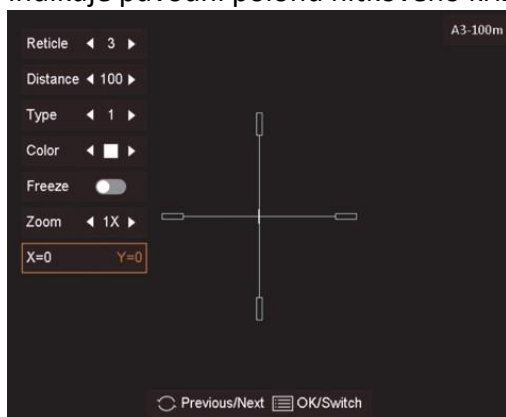 A3-100m
Reticle 3
Distance 100
Type 1
Color
Freeze
Zoom 1X
X=0 Y=0
Previous/Next OK/Switch